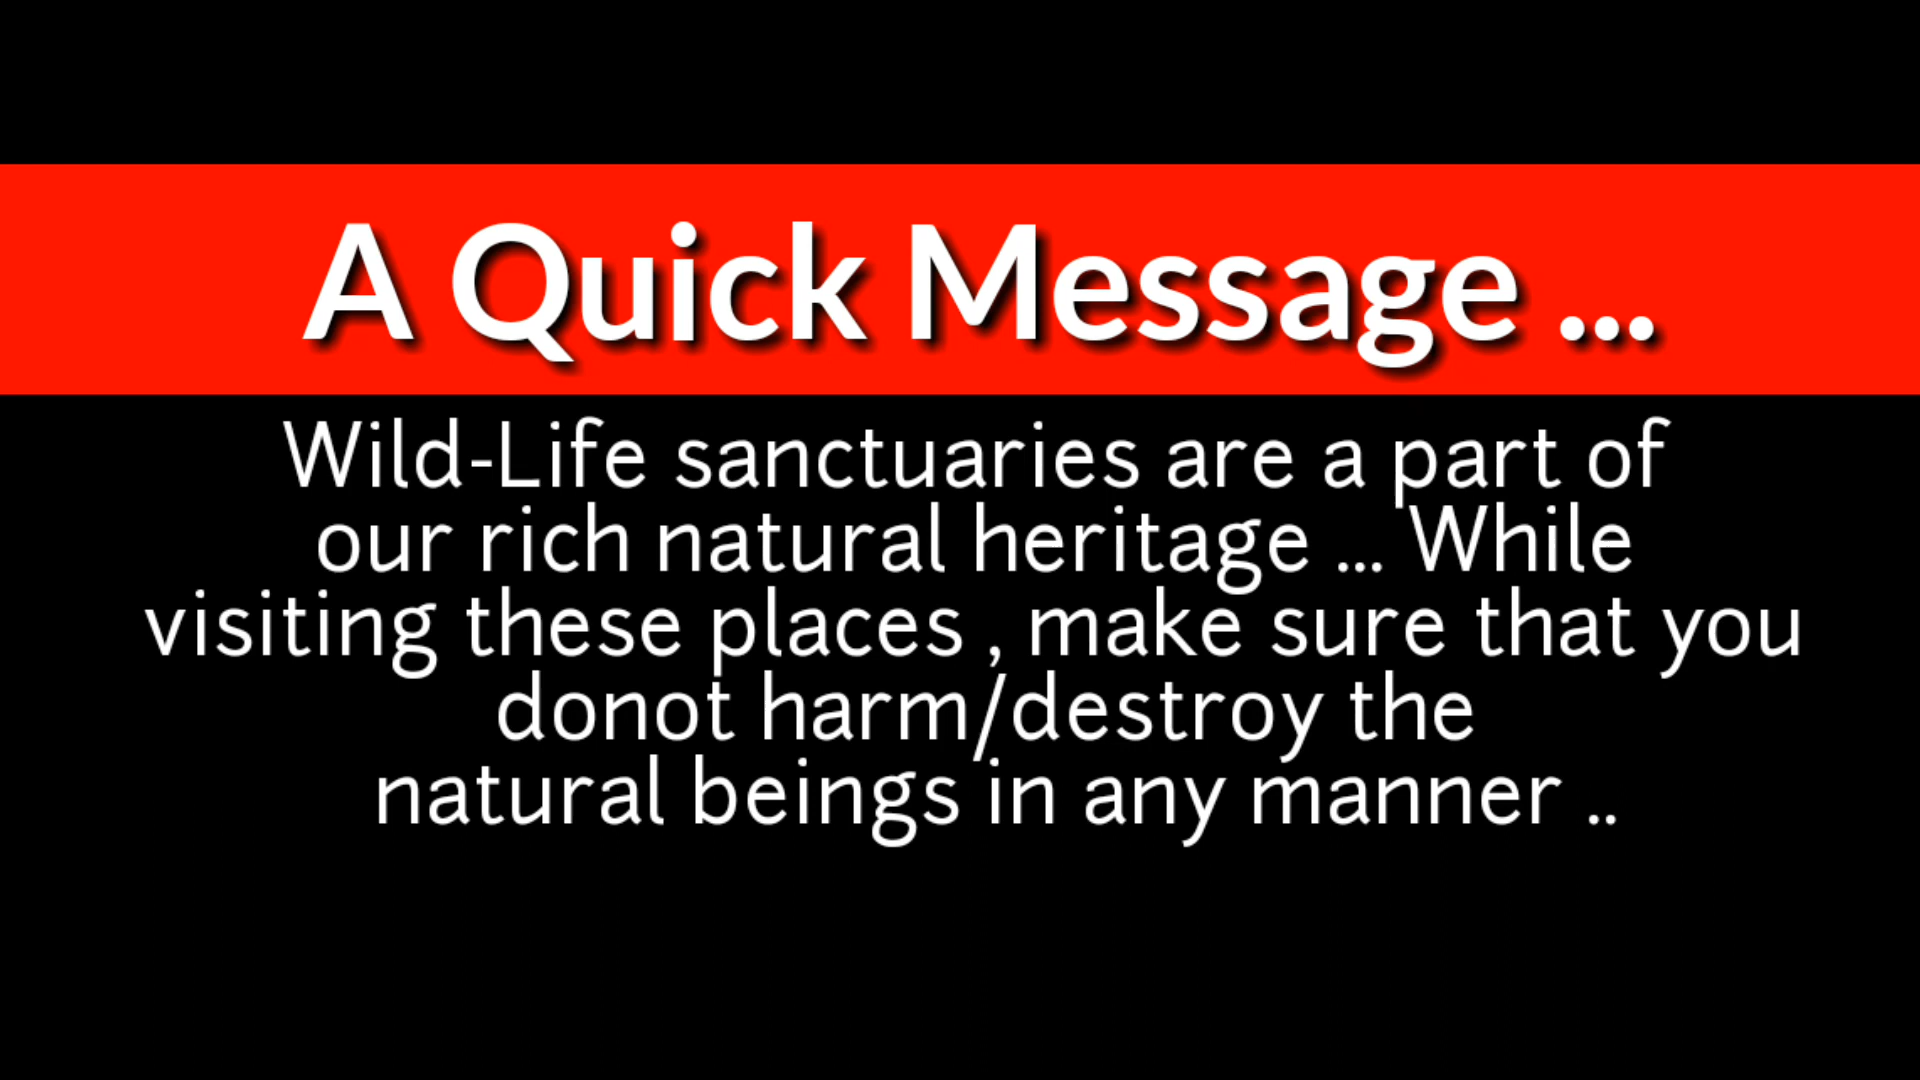 A Quick Message ...
Wild-Life sanctuaries are a part of
our rich natural heritage ... While
visiting these places , make sure that you
donot harm/destroy the
natural beings in any manner ..